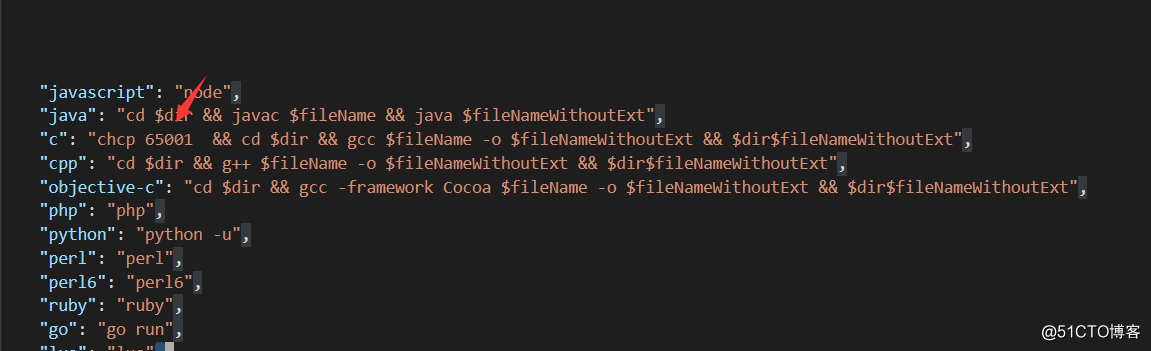 "javascript": "node",
"java": "cd $dir && javac $fileName && java $fileNameWithoutExt",
"c": "chcp 65001  && cd $dir && gcc $fileName -o $fileNameWithoutExt && $dir$fileNameWithoutExt",
"cpp": "cd $dir && g++ $fileName -o $fileNameWithoutExt && $dir$fileNameWithoutExt",
"objective-c": "cd $dir && gcc -framework Cocoa $fileName -o $fileNameWithoutExt && $dir$fileNameWithoutExt",
"php": "php",
"python": "python -u",
"perl": "perl",
"perl6": "perl6",
"ruby": "ruby",
"go": "go run",
"lua": "lua"
@51CTO博客